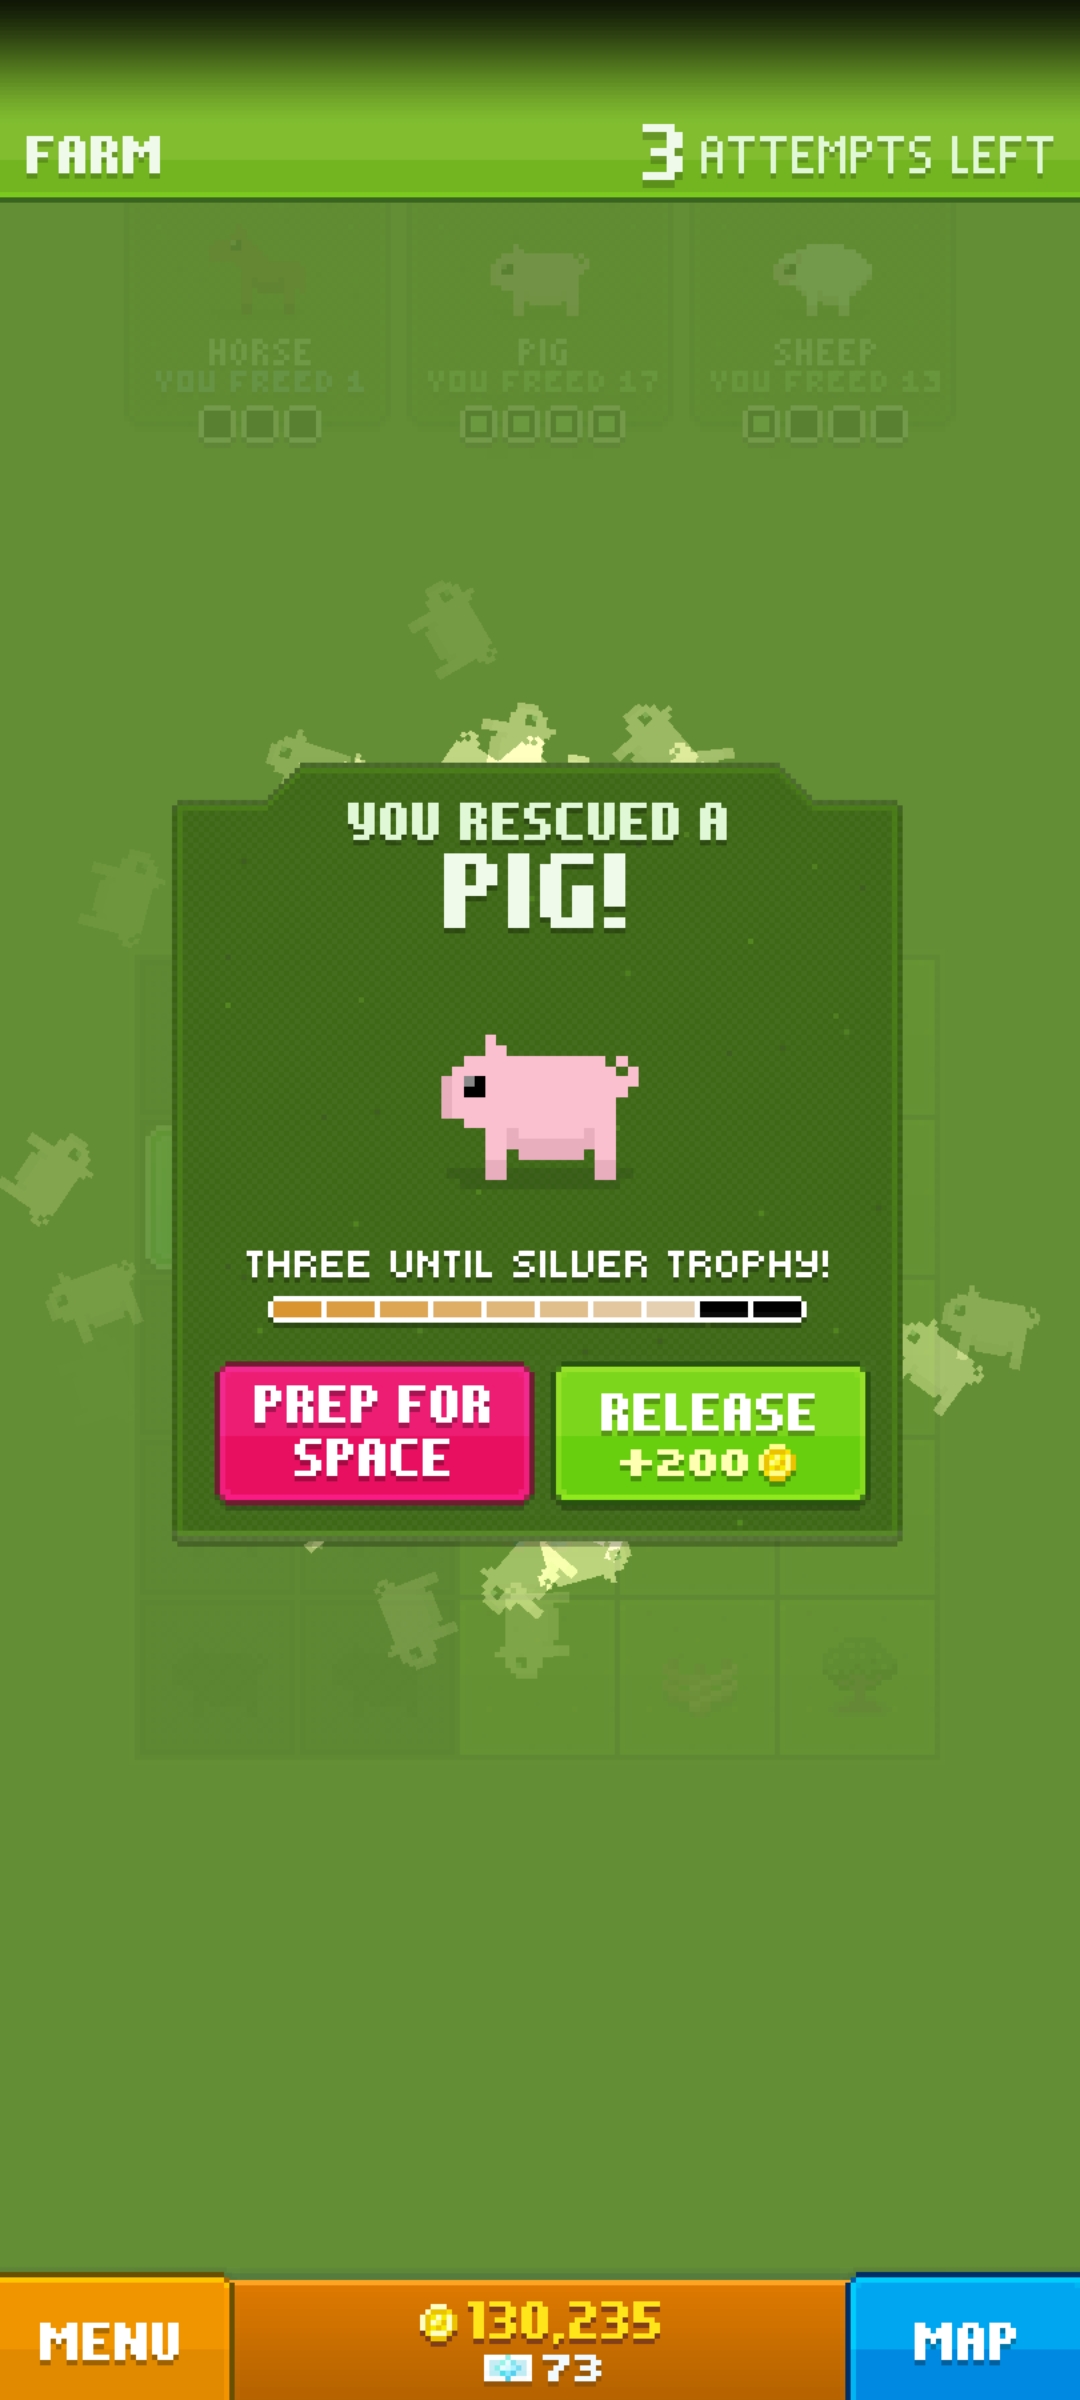 FARM
3 ATTEMPTS LEFT
HORSE
YOU FREED 1
PIG
YOU FREED 17
SHEEP
YOU FREED 13
YOU RESCUED A
PIG!
THREE UNTIL SILVER TROPHY!
PREP FOR
SPACE
RELEASE
+200
MENU
130,235
73
MAP